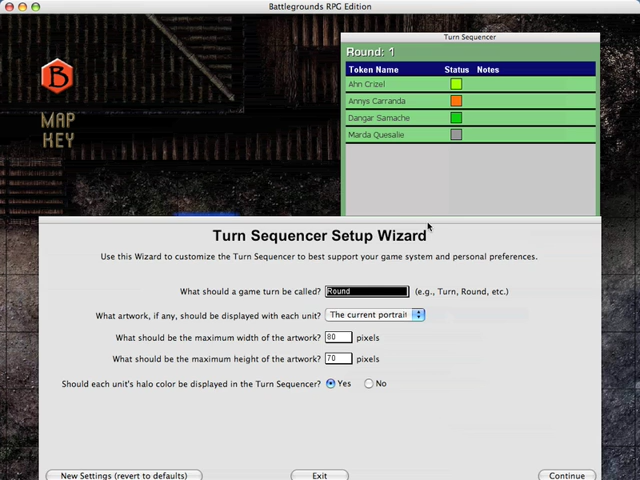 Battlegrounds RPG Edition
Turn Sequencer
Round: 1
Token Name Status Notes
Ahn Crizel
Annys Carranda
Dangar Samache
Marda Quesalie
B
MAP
KEY
Turn Sequencer Setup Wizard
Use this Wizard to customize the Turn Sequencer to best support your game system and personal preferences.
What should a game turn be called? Round (e.g., Turn, Round, etc.)
What artwork, if any, should be displayed with each unit? The current portrait
What should be the maximum width of the artwork? 80 pixels
What should be the maximum height of the artwork? 70 pixels
Should each unit's halo color be displayed in the Turn Sequencer? Yes No
New Settings (revert to defaults) Exit Continue